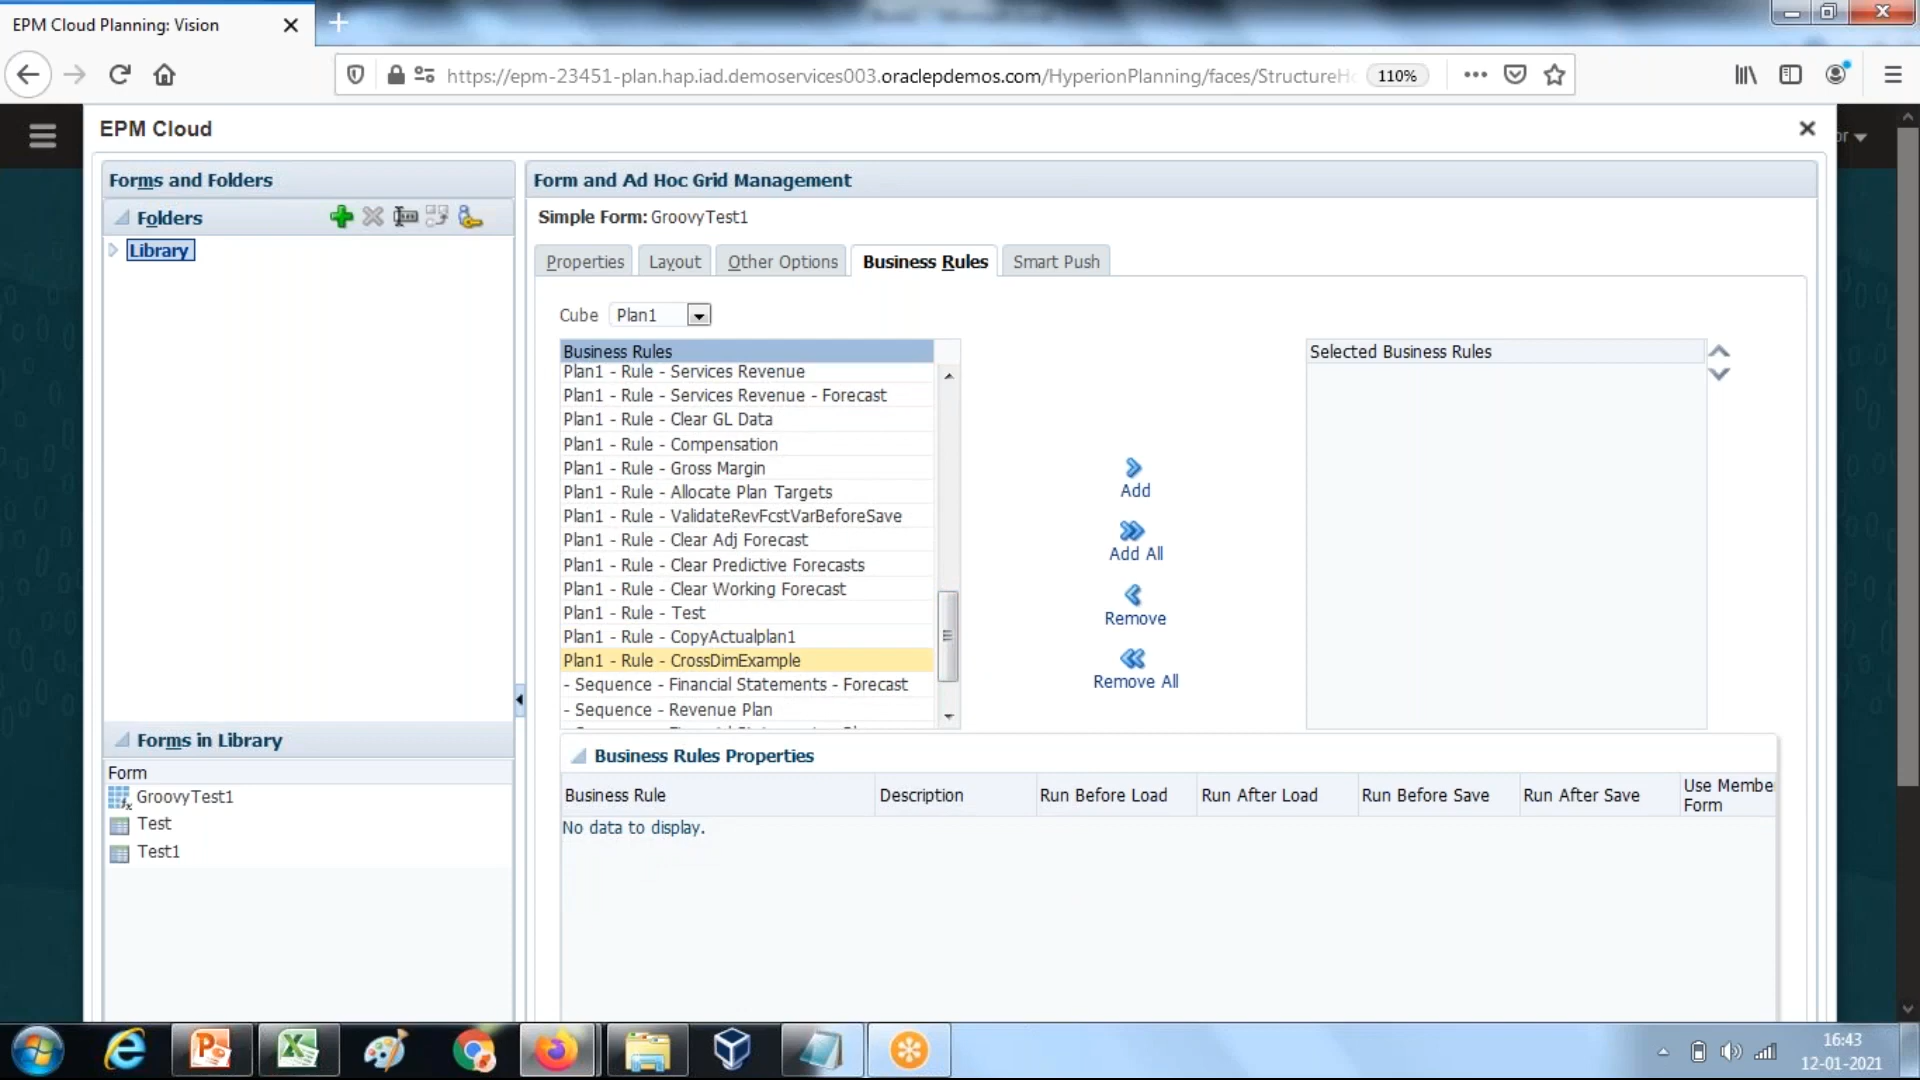 EPM Cloud Planning: Vision
https://epm-23451-plan.hap.iad.demoservices003.oraclepdemos.com/HyperionPlanning/faces/StructureHo
110%
EPM Cloud
or
Forms and Folders
Folders
Library
Forms in Library
Form
GroovyTest1
Test
Test1
Form and Ad Hoc Grid Management
Simple Form: GroovyTest1
Properties
Layout
Other Options
Business Rules
Smart Push
Cube Plan1
Business Rules
Plan1 - Rule - Services Revenue
Plan1 - Rule - Services Revenue - Forecast
Plan1 - Rule - Clear GL Data
Plan1 - Rule - Compensation
Plan1 - Rule - Gross Margin
Plan1 - Rule - Allocate Plan Targets
Plan1 - Rule - ValidateRevFcstVarBeforeSave
Plan1 - Rule - Clear Adj Forecast
Plan1 - Rule - Clear Predictive Forecasts
Plan1 - Rule - Clear Working Forecast
Plan1 - Rule - Test
Plan1 - Rule - CopyActualplan1
Plan1 - Rule - CrossDimExample
- Sequence - Financial Statements - Forecast
- Sequence - Revenue Plan
Add
Add All
Remove
Remove All
Selected Business Rules
Business Rules Properties
Business Rule
Description
Run Before Load
Run After Load
Run Before Save
Run After Save
Use Membe
Form
No data to display.
16:43
12-01-2021